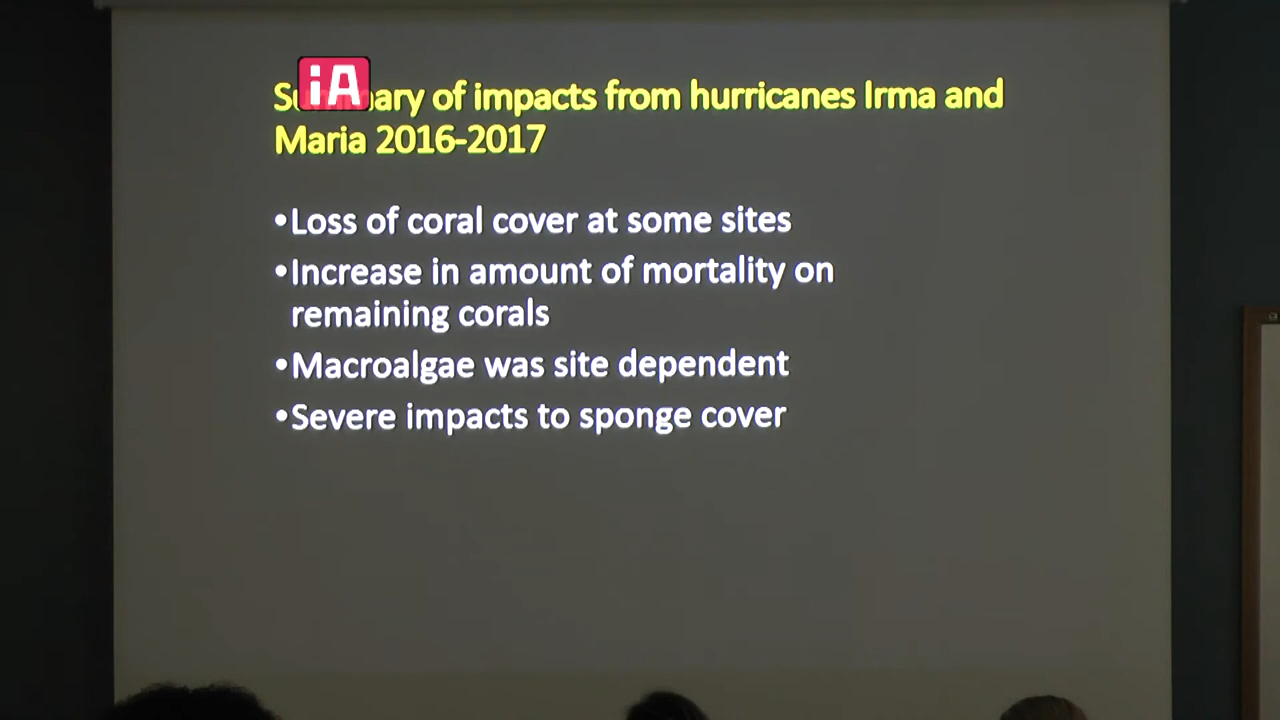 iA
ary of impacts from hurricanes Irma and
Maria 2016-2017
•Loss of coral cover at some sites
•Increase in amount of mortality on
remaining corals
•Macroalgae was site dependent
•Severe impacts to sponge cover